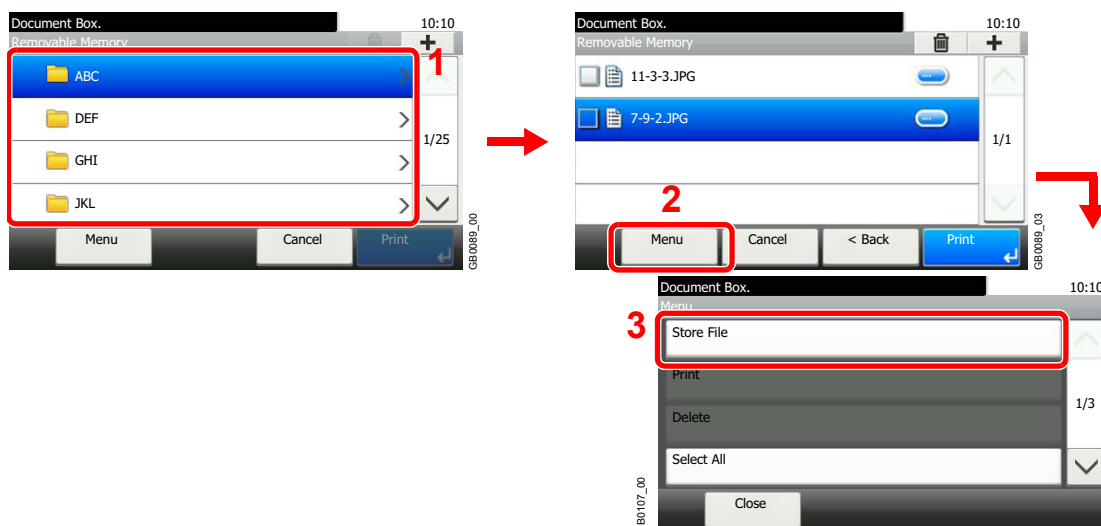 Document Box.
10:10
Removable Memory
+
1
ABC
DEF
GHI
JKL
1/25
Menu
Cancel
Print
GB0089_00
Document Box.
10:10
Removable Memory
+
11-3-3.JPG
7-9-2.JPG
1/1
2
Menu
Cancel
< Back
Print
GB0089_03
Document Box.
10:10
Menu
3
Store File
Print
Delete
Select All
1/3
Close
B0107_00